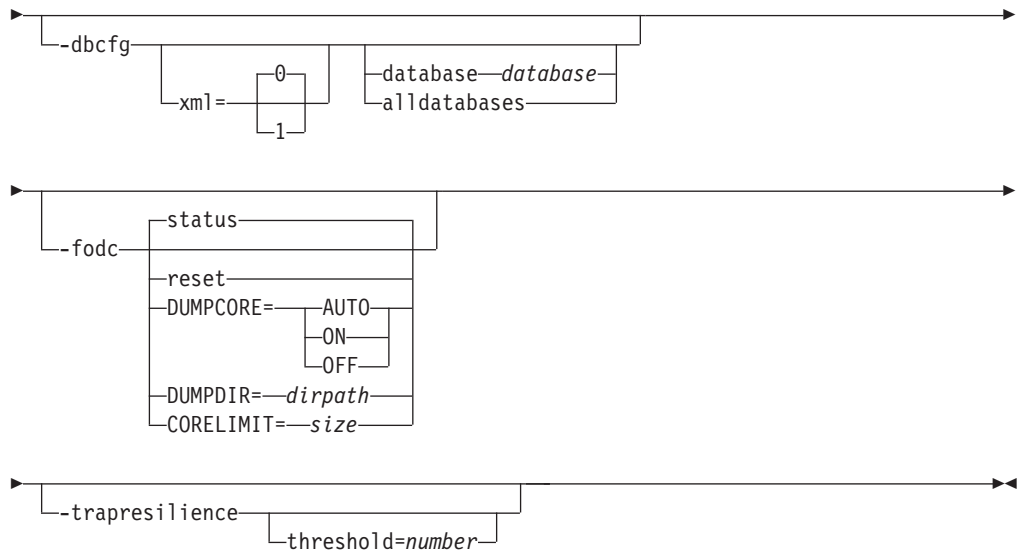 -dbcfg
0
xml=
1
database database
alldatabases
status
-fodc
reset
DUMPCORE= AUTO
ON
OFF
DUMPDIR= dirpath
CORELIMIT= size
-trapresilience
threshold=number